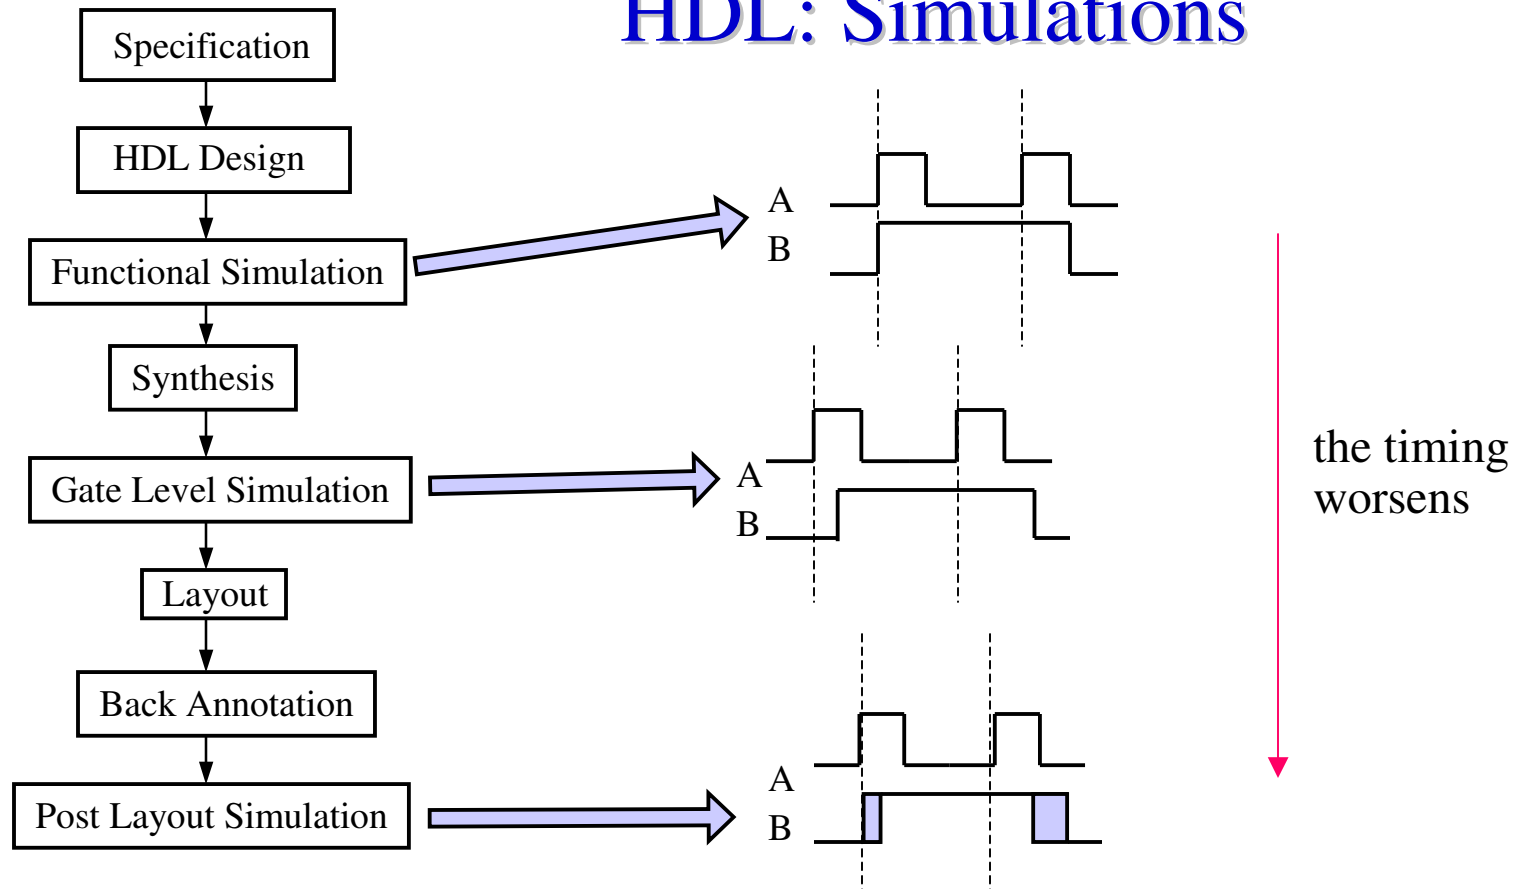 HDL: Simulations
Specification
HDL Design
Functional Simulation
Synthesis
Gate Level Simulation
Layout
Back Annotation
Post Layout Simulation
A
B
A
B
A
B
the timing
worsens